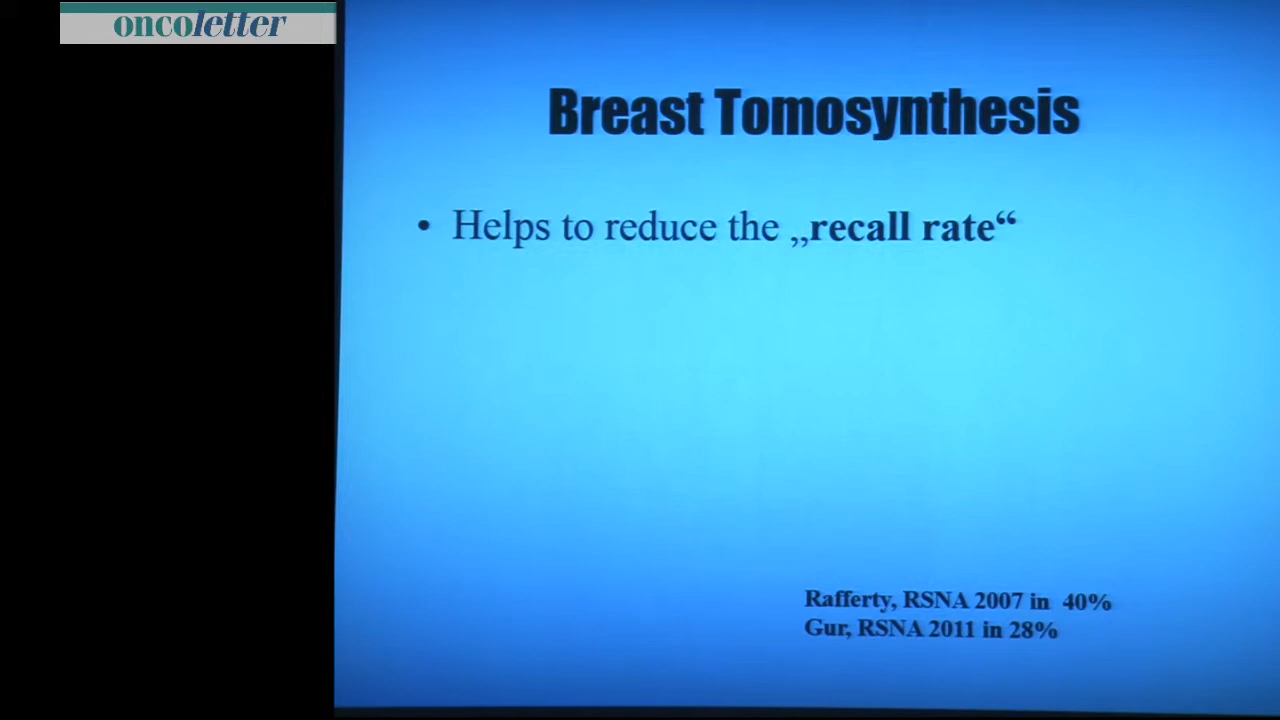 oncoletter
Breast Tomosynthesis
• Helps to reduce the „recall rate“
Rafferty, RSNA 2007 in 40%
Gur, RSNA 2011 in 28%